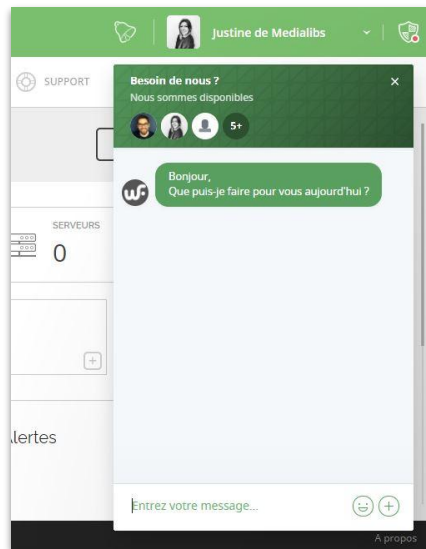 Justine de Medialibs
SUPPORT
Besoin de nous ?
Nous sommes disponibles
5+
Bonjour,
Que puis-je faire pour vous aujourd'hui ?
SERVEURS
0
lertes
Entrez votre message...
A propos